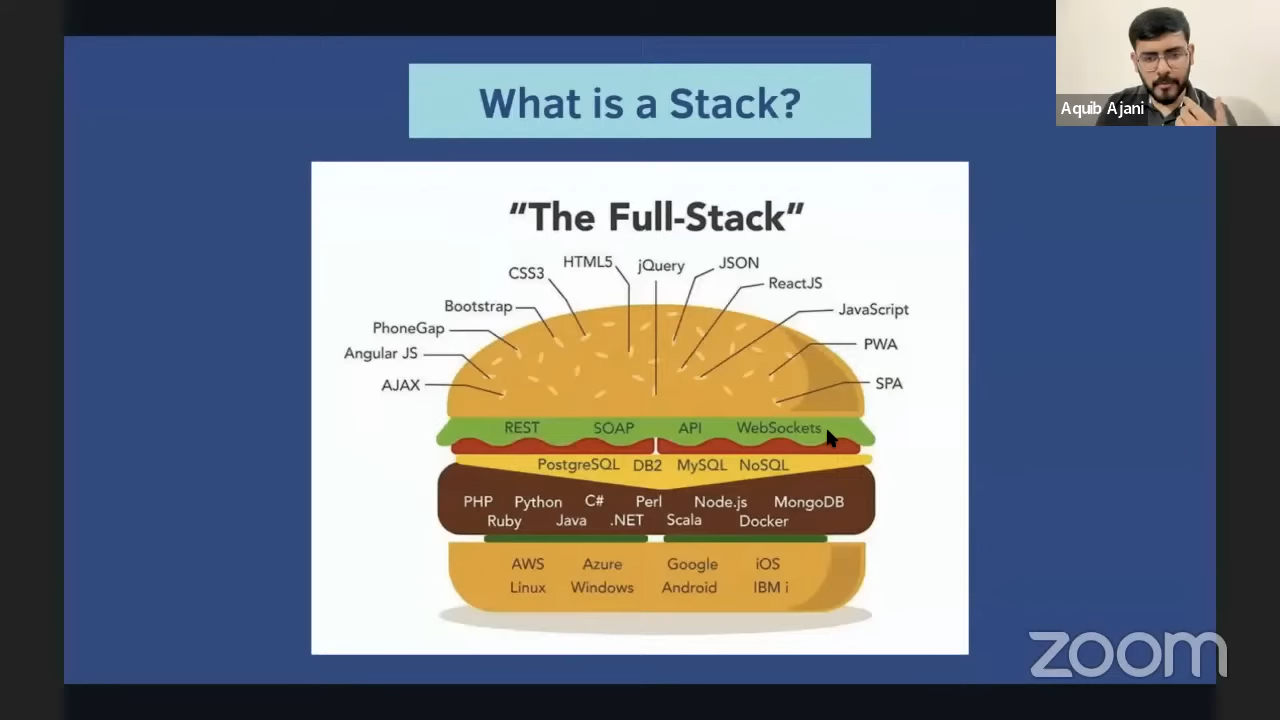 What is a Stack?
Aquib Ajani
“The Full-Stack”
HTML5 jQuery JSON
CSS3 ReactJS
Bootstrap JavaScript
PhoneGap PWA
Angular JS
AJAX SPA
REST SOAP API WebSockets
PostgreSQL DB2 MySQL NoSQL
PHP Python C# Perl Node.js MongoDB
Ruby Java .NET Scala Docker
AWS Azure Google iOS
Linux Windows Android IBM i
zoom